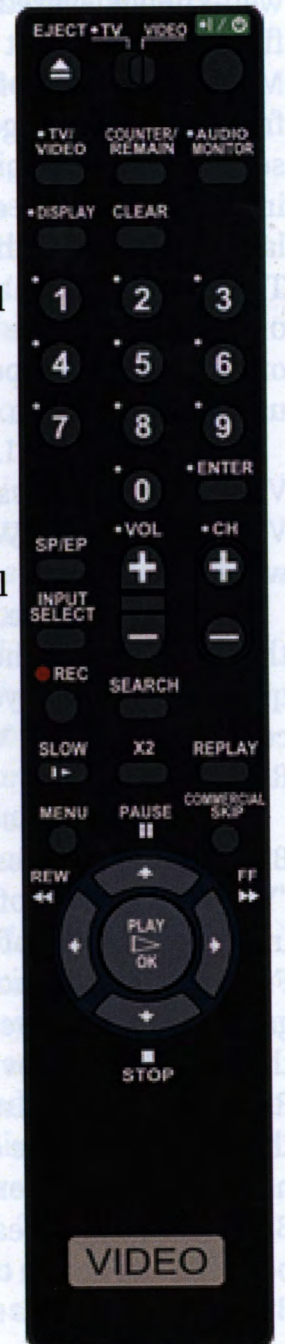 EJECT •TV VIDEO •I/⏻
•TV/ VIDEO COUNTER/ REMAIN •AUDIO MONITOR
•DISPLAY CLEAR
1 2 3
4 5 6
7 8 9
0 •ENTER
SP/EP •VOL •CH
+ +
INPUT SELECT
− −
REC SEARCH
SLOW X2 REPLAY
MENU PAUSE COMMERCIAL SKIP
REW FF
PLAY
OK
STOP
VIDEO